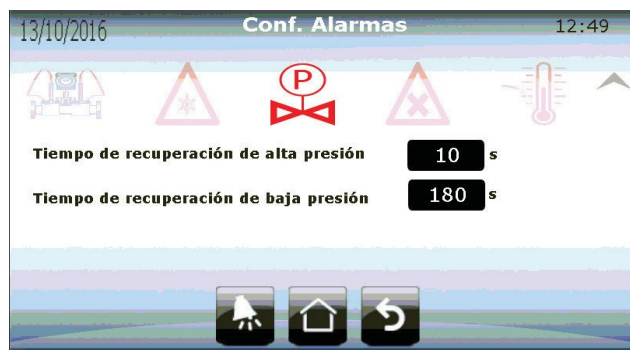 13/10/2016
Conf. Alarmas
12:49
P
Tiempo de recuperación de alta presión 10 s
Tiempo de recuperación de baja presión 180 s